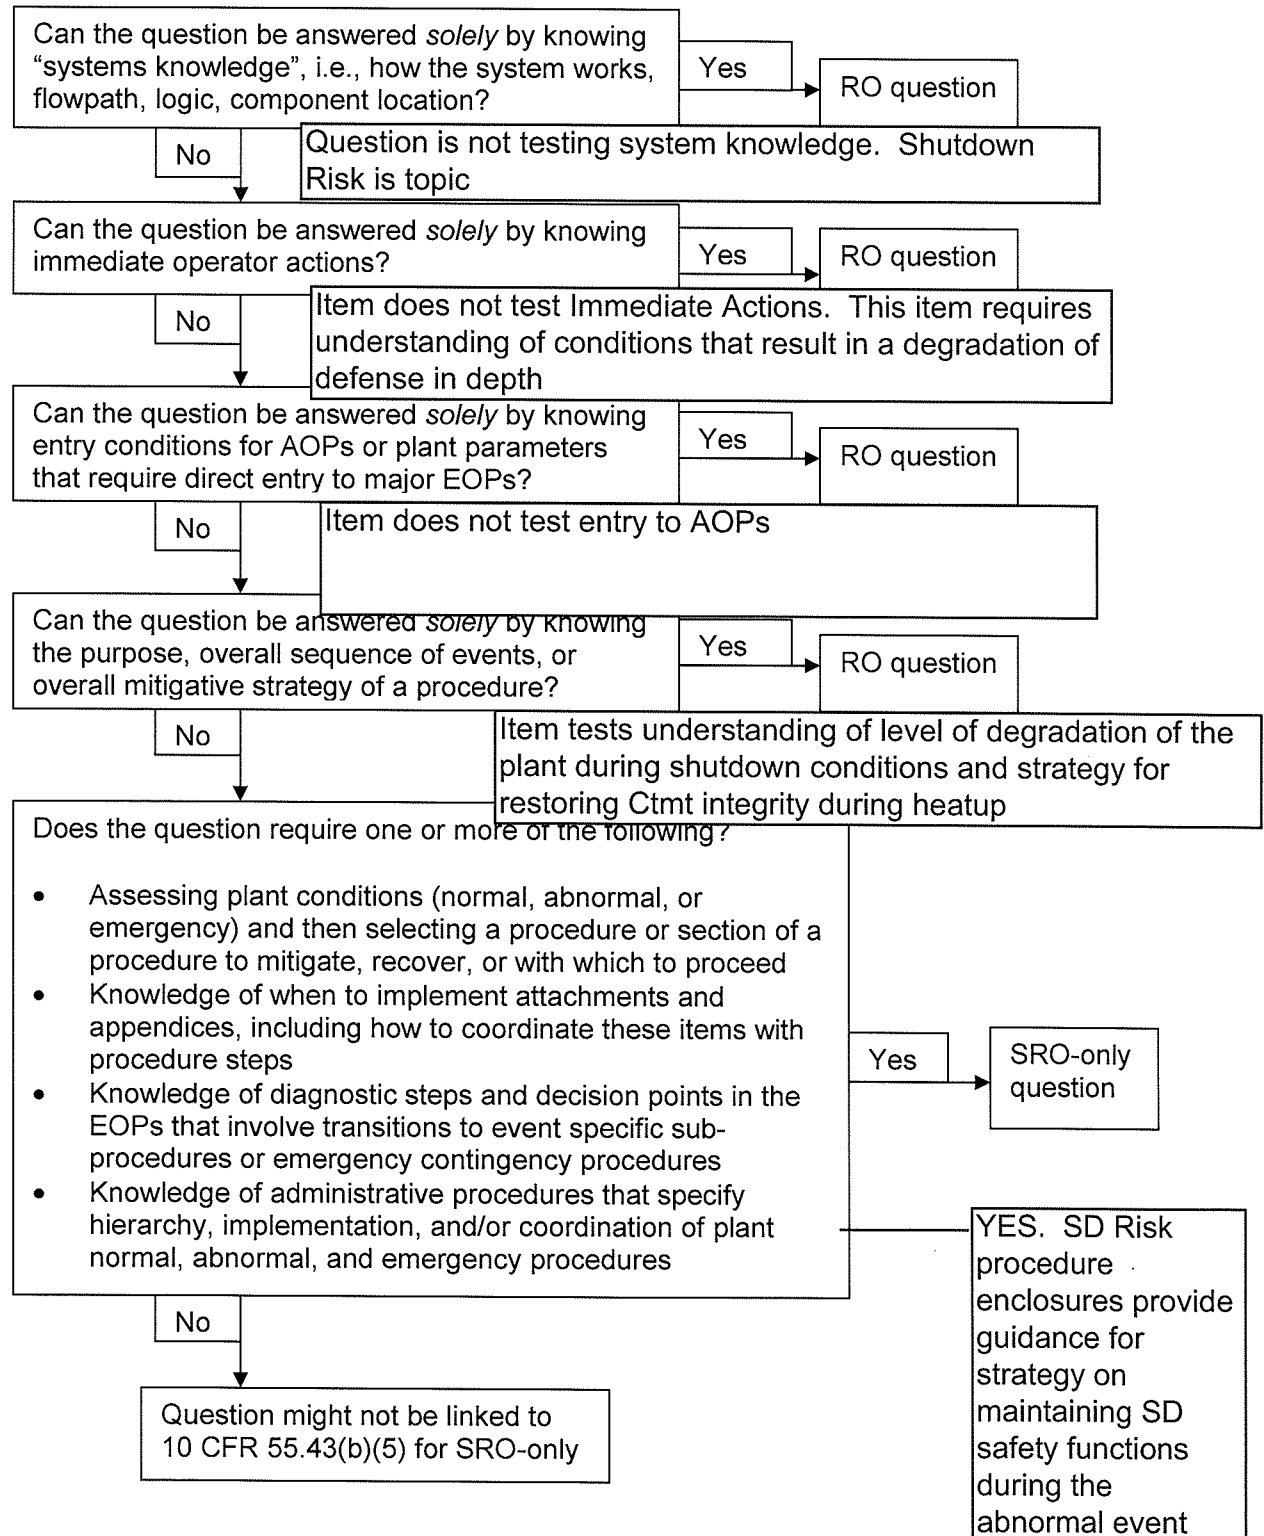 Can the question be answered solely by knowing
“systems knowledge”, i.e., how the system works,
flowpath, logic, component location?
Yes
RO question
No
Question is not testing system knowledge. Shutdown
Risk is topic
Can the question be answered solely by knowing
immediate operator actions?
Yes
RO question
No
Item does not test Immediate Actions. This item requires
understanding of conditions that result in a degradation of
defense in depth
Can the question be answered solely by knowing
entry conditions for AOPs or plant parameters
that require direct entry to major EOPs?
Yes
RO question
No
Item does not test entry to AOPs
Can the question be answered solely by knowing
the purpose, overall sequence of events, or
overall mitigative strategy of a procedure?
Yes
RO question
No
Item tests understanding of level of degradation of the
plant during shutdown conditions and strategy for
restoring Ctmt integrity during heatup
Does the question require one or more of the following?
• Assessing plant conditions (normal, abnormal, or
emergency) and then selecting a procedure or section of a
procedure to mitigate, recover, or with which to proceed
• Knowledge of when to implement attachments and
appendices, including how to coordinate these items with
procedure steps
• Knowledge of diagnostic steps and decision points in the
EOPs that involve transitions to event specific sub-
procedures or emergency contingency procedures
• Knowledge of administrative procedures that specify
hierarchy, implementation, and/or coordination of plant
normal, abnormal, and emergency procedures
Yes
SRO-only
question
YES. SD Risk
procedure
enclosures provide
guidance for
strategy on
maintaining SD
safety functions
during the
abnormal event
No
Question might not be linked to
10 CFR 55.43(b)(5) for SRO-only